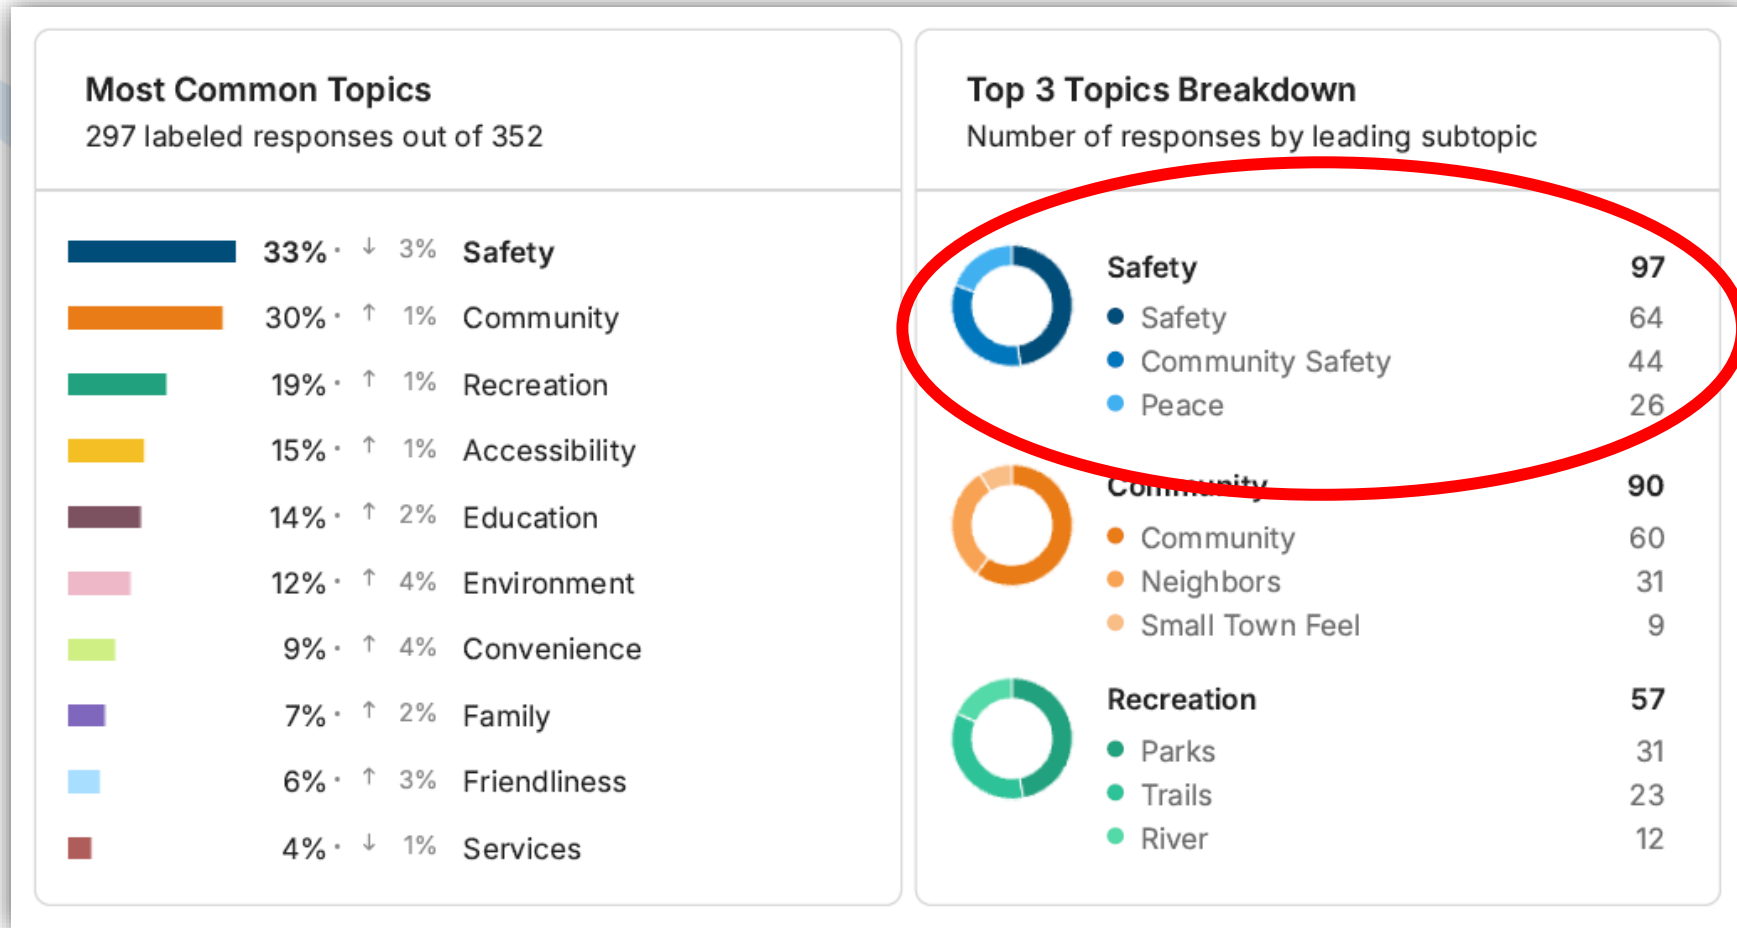 Most Common Topics
297 labeled responses out of 352
33% · ↓ 3% Safety
30% · ↑ 1% Community
19% · ↑ 1% Recreation
15% · ↑ 1% Accessibility
14% · ↑ 2% Education
12% · ↑ 4% Environment
9% · ↑ 4% Convenience
7% · ↑ 2% Family
6% · ↑ 3% Friendliness
4% · ↓ 1% Services
Top 3 Topics Breakdown
Number of responses by leading subtopic
Safety 97
Safety 64
Community Safety 44
Peace 26
Community 90
Community 60
Neighbors 31
Small Town Feel 9
Recreation 57
Parks 31
Trails 23
River 12